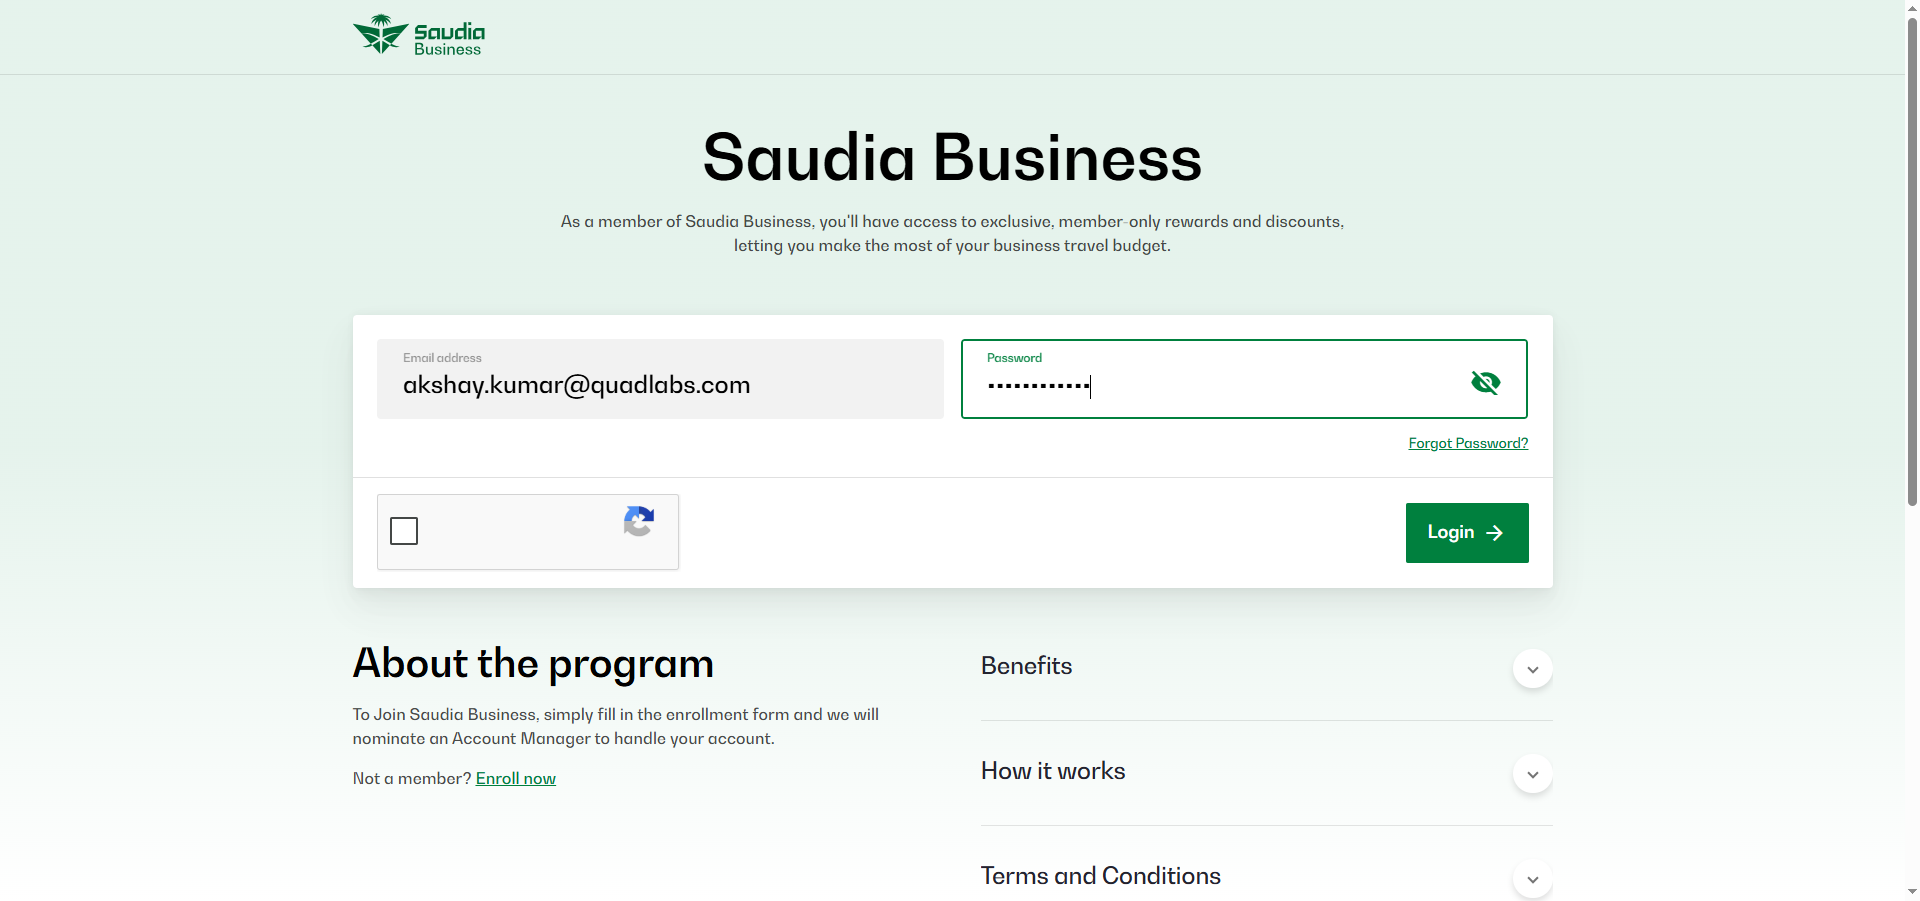 Saudia
Business
Saudia Business
As a member of Saudia Business, you'll have access to exclusive, member-only rewards and discounts,
letting you make the most of your business travel budget.
Email address
akshay.kumar@quadlabs.com
Password
••••••••••••
Forgot Password?
Login
About the program
To Join Saudia Business, simply fill in the enrollment form and we will
nominate an Account Manager to handle your account.
Not a member? Enroll now
Benefits
How it works
Terms and Conditions